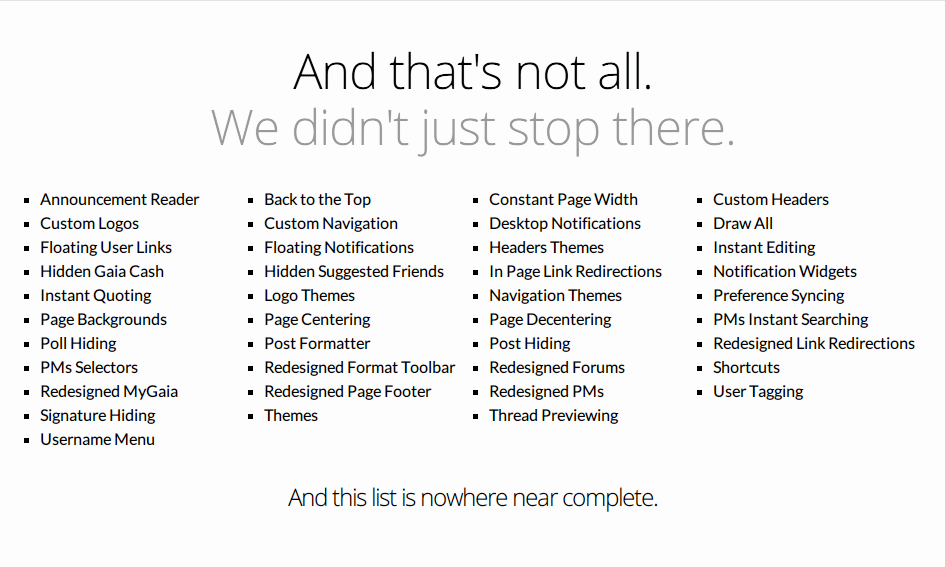 And that's not all.
We didn't just stop there.
Announcement Reader
Back to the Top
Constant Page Width
Custom Headers
Custom Logos
Custom Navigation
Desktop Notifications
Draw All
Floating User Links
Floating Notifications
Headers Themes
Instant Editing
Hidden Gaia Cash
Hidden Suggested Friends
In Page Link Redirections
Notification Widgets
Instant Quoting
Logo Themes
Navigation Themes
Preference Syncing
Page Backgrounds
Page Centering
Page Decentering
PMs Instant Searching
Poll Hiding
Post Formatter
Post Hiding
Redesigned Link Redirections
PMs Selectors
Redesigned Format Toolbar
Redesigned Forums
Shortcuts
Redesigned MyGaia
Redesigned Page Footer
Redesigned PMs
User Tagging
Signature Hiding
Themes
Thread Previewing
Username Menu
And this list is nowhere near complete.